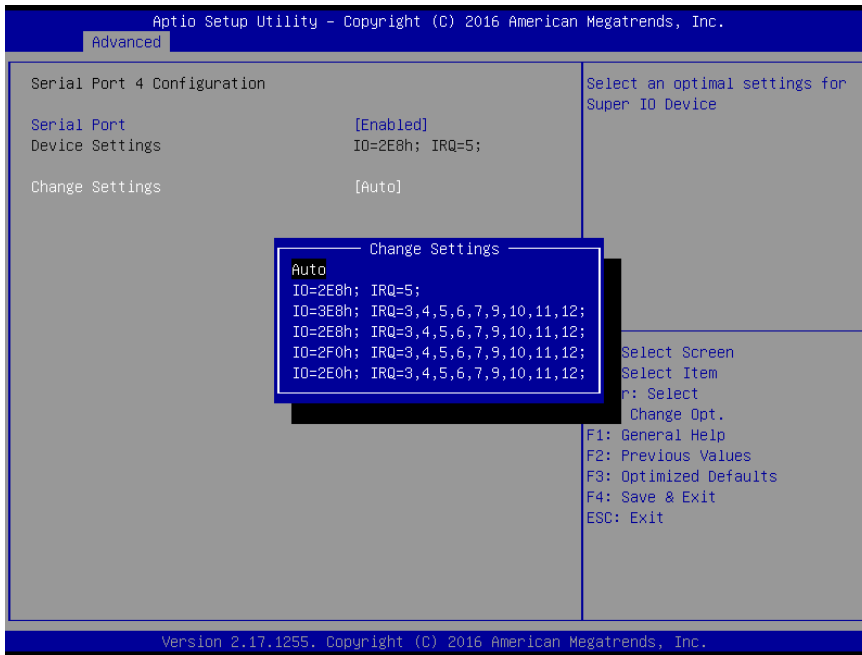 Aptio Setup Utility – Copyright (C) 2016 American Megatrends, Inc.
Advanced
Serial Port 4 Configuration
Serial Port [Enabled]
Device Settings IO=2E8h; IRQ=5;
Change Settings [Auto]
Select an optimal settings for
Super IO Device
Change Settings
Auto
IO=2E8h; IRQ=5;
IO=3E8h; IRQ=3,4,5,6,7,9,10,11,12;
IO=2E8h; IRQ=3,4,5,6,7,9,10,11,12;
IO=2F0h; IRQ=3,4,5,6,7,9,10,11,12;
IO=2E0h; IRQ=3,4,5,6,7,9,10,11,12;
Select Screen
Select Item
r: Select
Change Opt.
F1: General Help
F2: Previous Values
F3: Optimized Defaults
F4: Save & Exit
ESC: Exit
Version 2.17.1255. Copyright (C) 2016 American Megatrends, Inc.